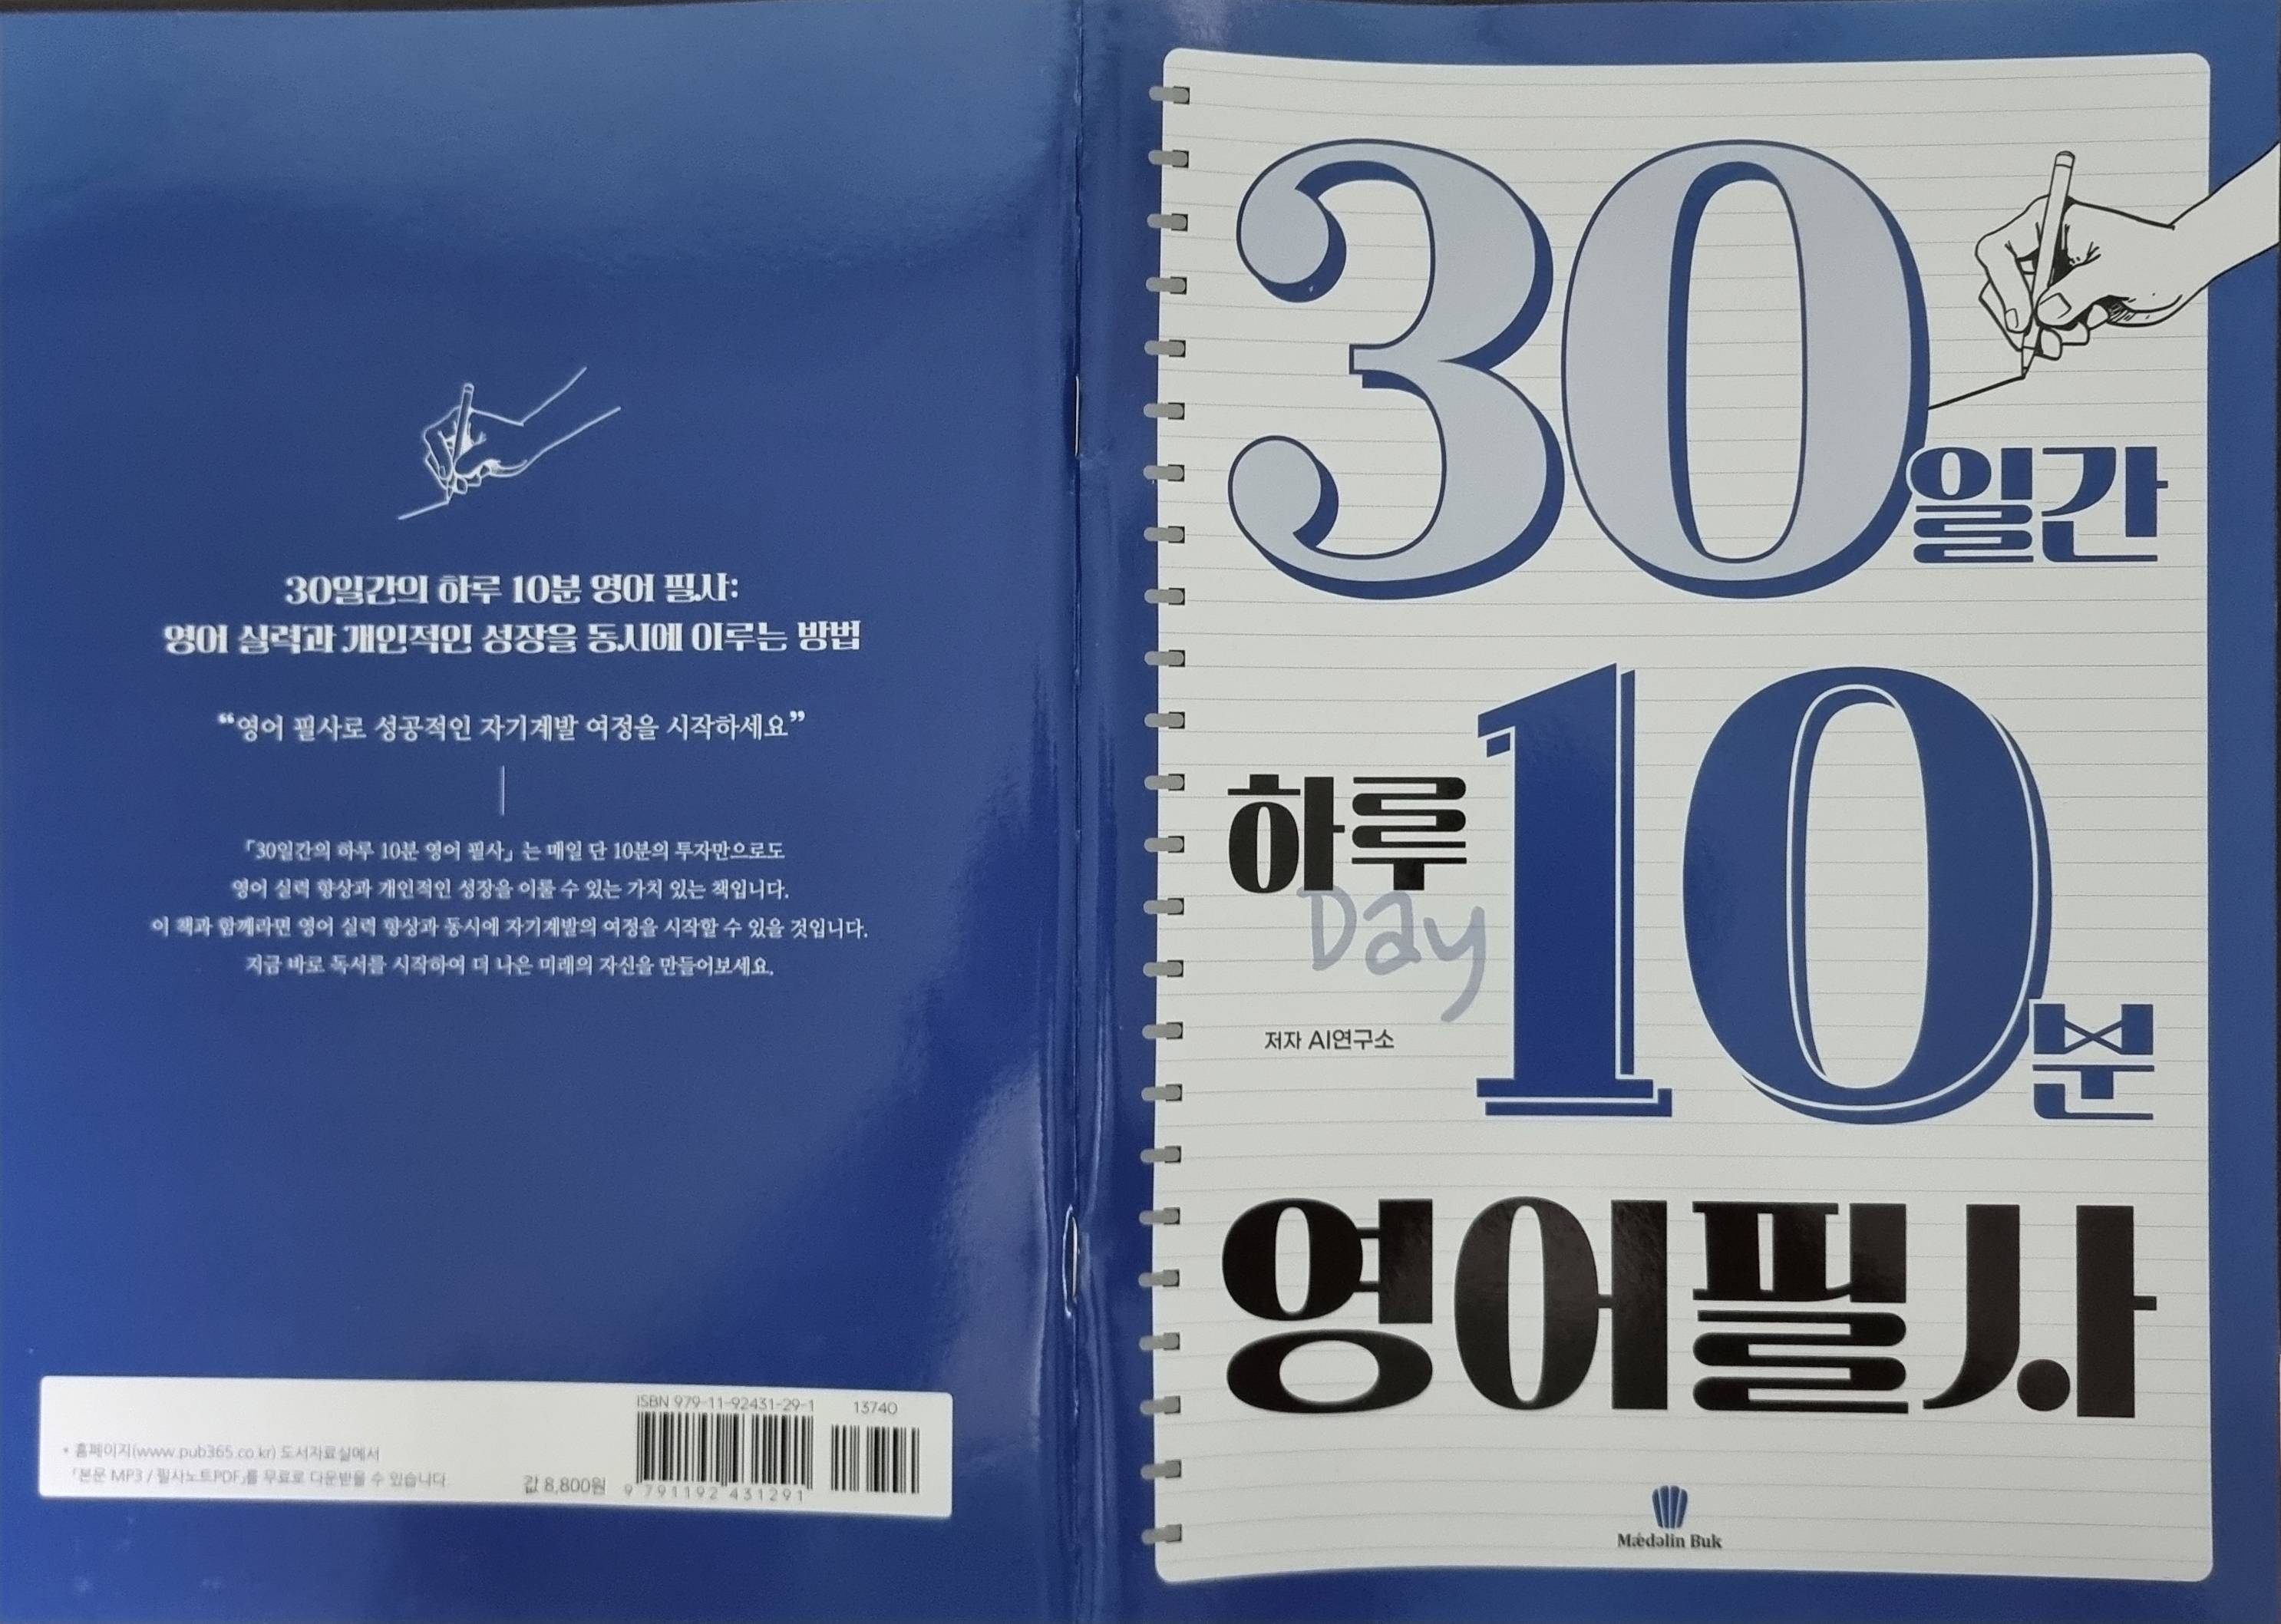 30일간의 하루 10분 영어 필사:
영어 실력과 개인적인 성장을 동시에 이루는 방법
“영어 필사로 성공적인 자기계발 여정을 시작하세요”
「30일간의 하루 10분 영어 필사」는 매일 단 10분의 투자만으로도
영어 실력 향상과 개인적인 성장을 이룰 수 있는 가치 있는 책입니다.
이 책과 함께라면 영어 실력 향상과 동시에 자기계발의 여정을 시작할 수 있을 것입니다.
지금 바로 독서를 시작하여 더 나은 미래의 자신을 만들어보세요.
* 홈페이지(www.pub365.co.kr) 도서자료실에서
「본문 MP3 / 필사노트PDF」를 무료로 다운받을 수 있습니다.
값 8,800원
ISBN 979-11-92431-29-1
13740
9 791192 431291
30일간
하루 10분
Day
저자 AI연구소
영어필사
Mǽdəlin Buk